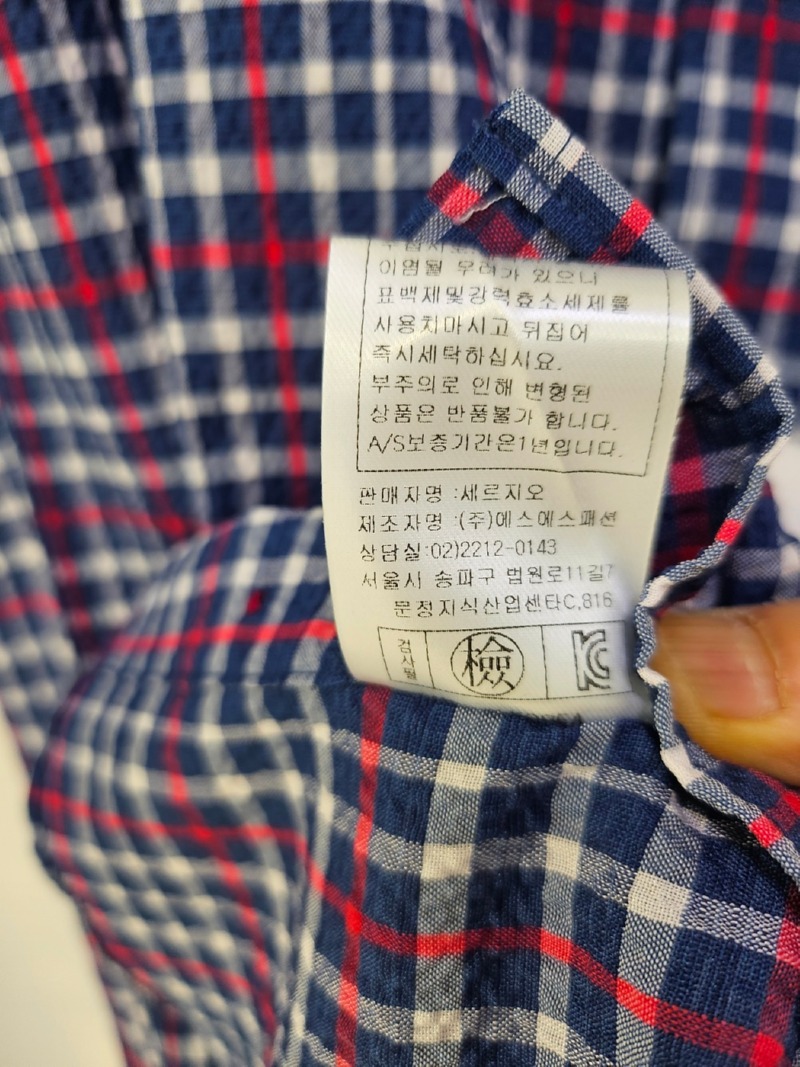 이염될 우려가 있으니
표백제및강력효소세제를
사용치마시고 뒤집어
즉시세탁하십시요.
부주의로 인해 변형된
상품은 반품불가 합니다.
A/S보증기간은1년입니다.
판매자명 :세르지오
제조자명 :(주)에스에스패션
상담실:02)2212-0143
서울시 송파구 법원로11길7
문정지식산업센타C,816
검사필 檢 KC